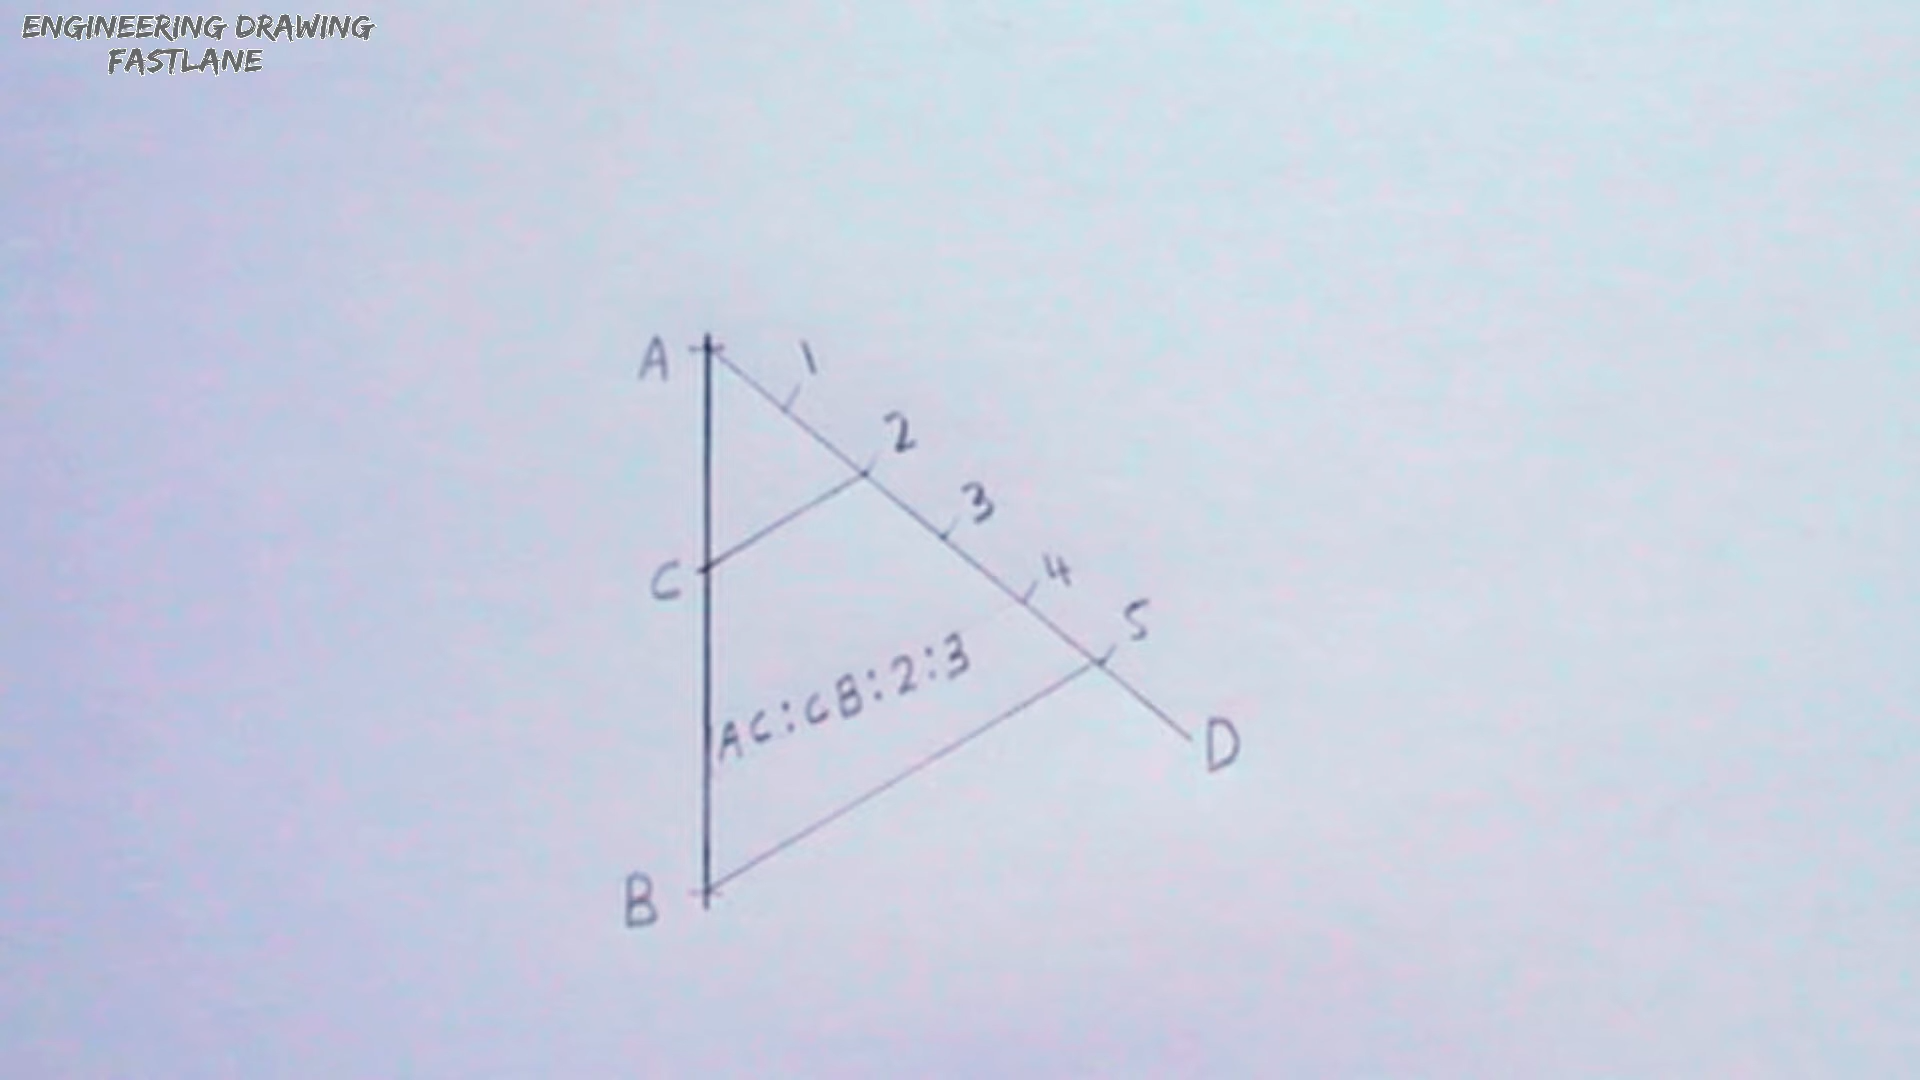 ENGINEERING DRAWING
FASTLANE
A
1
2
3
C
4
5
AC:CB:2:3
D
B